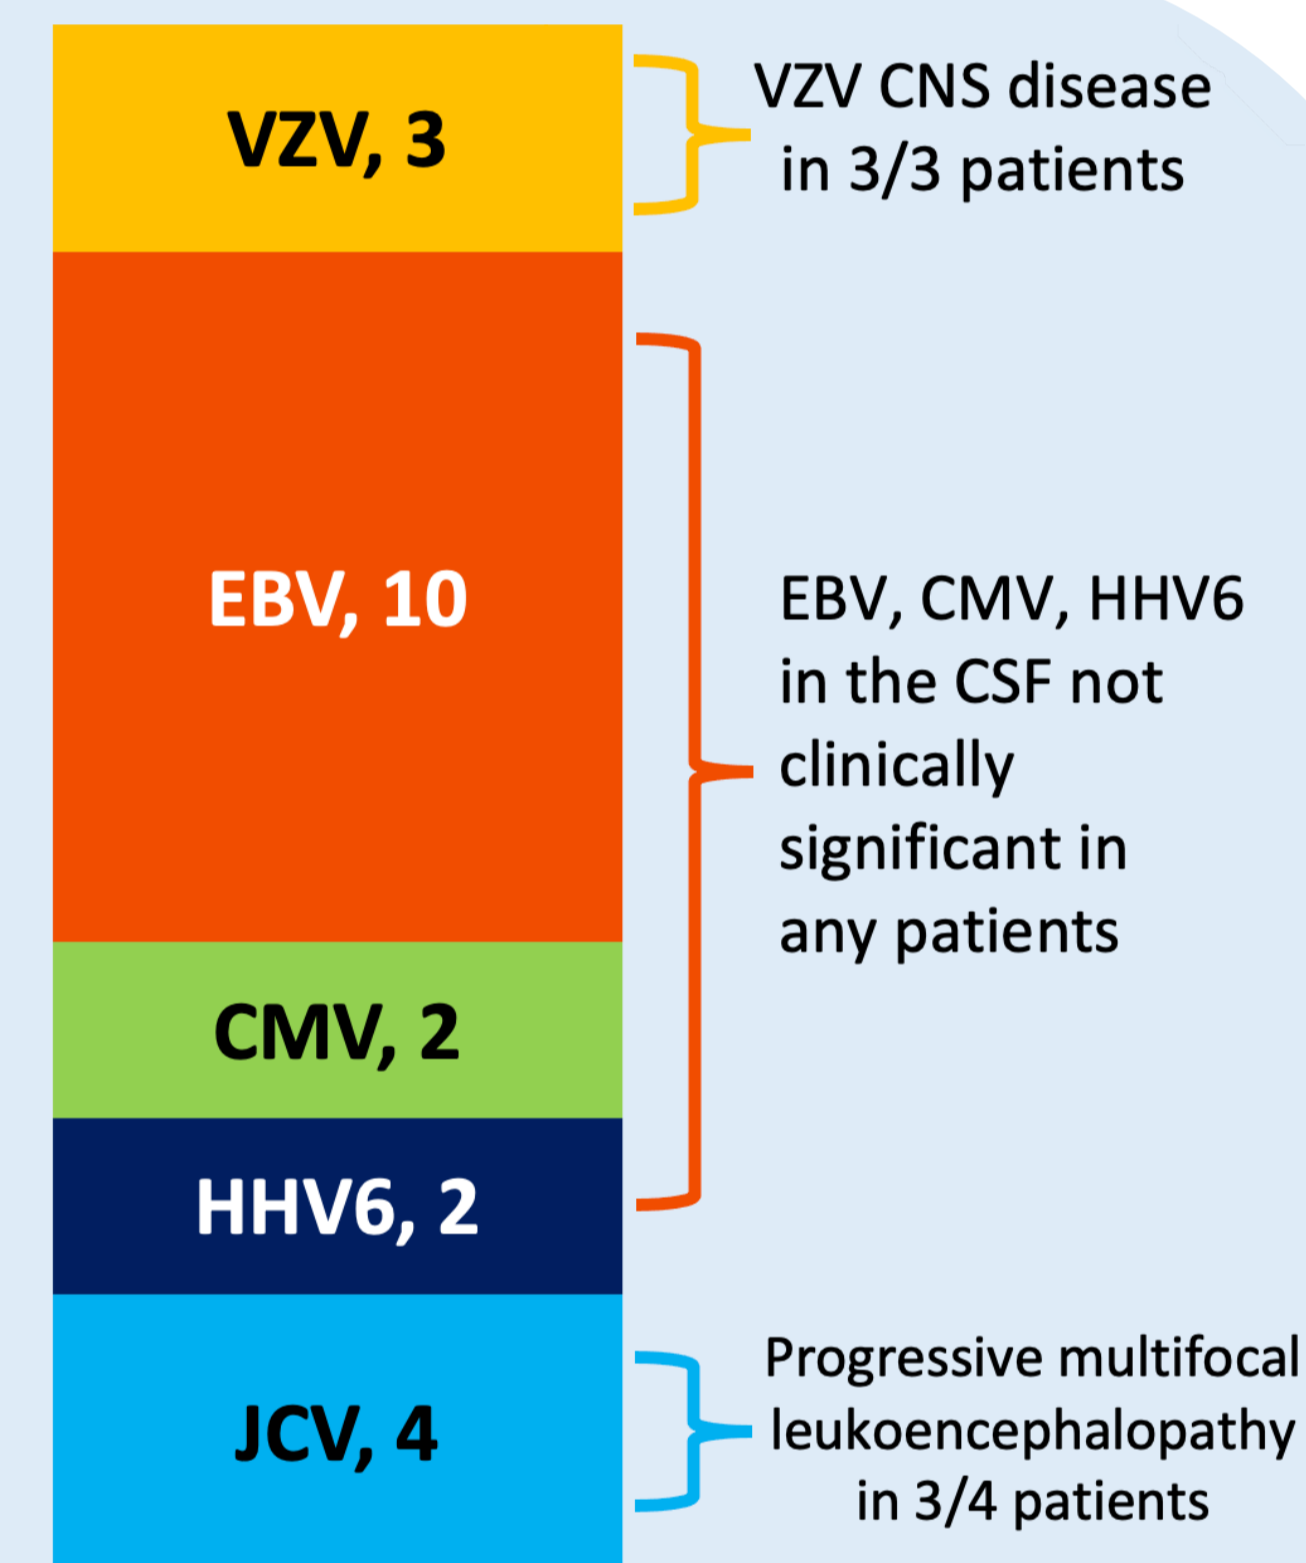 VZV, 3
VZV CNS disease
in 3/3 patients
EBV, 10
EBV, CMV, HHV6
in the CSF not
clinically
significant in
any patients
CMV, 2
HHV6, 2
JCV, 4
Progressive multifocal
leukoencephalopathy
in 3/4 patients